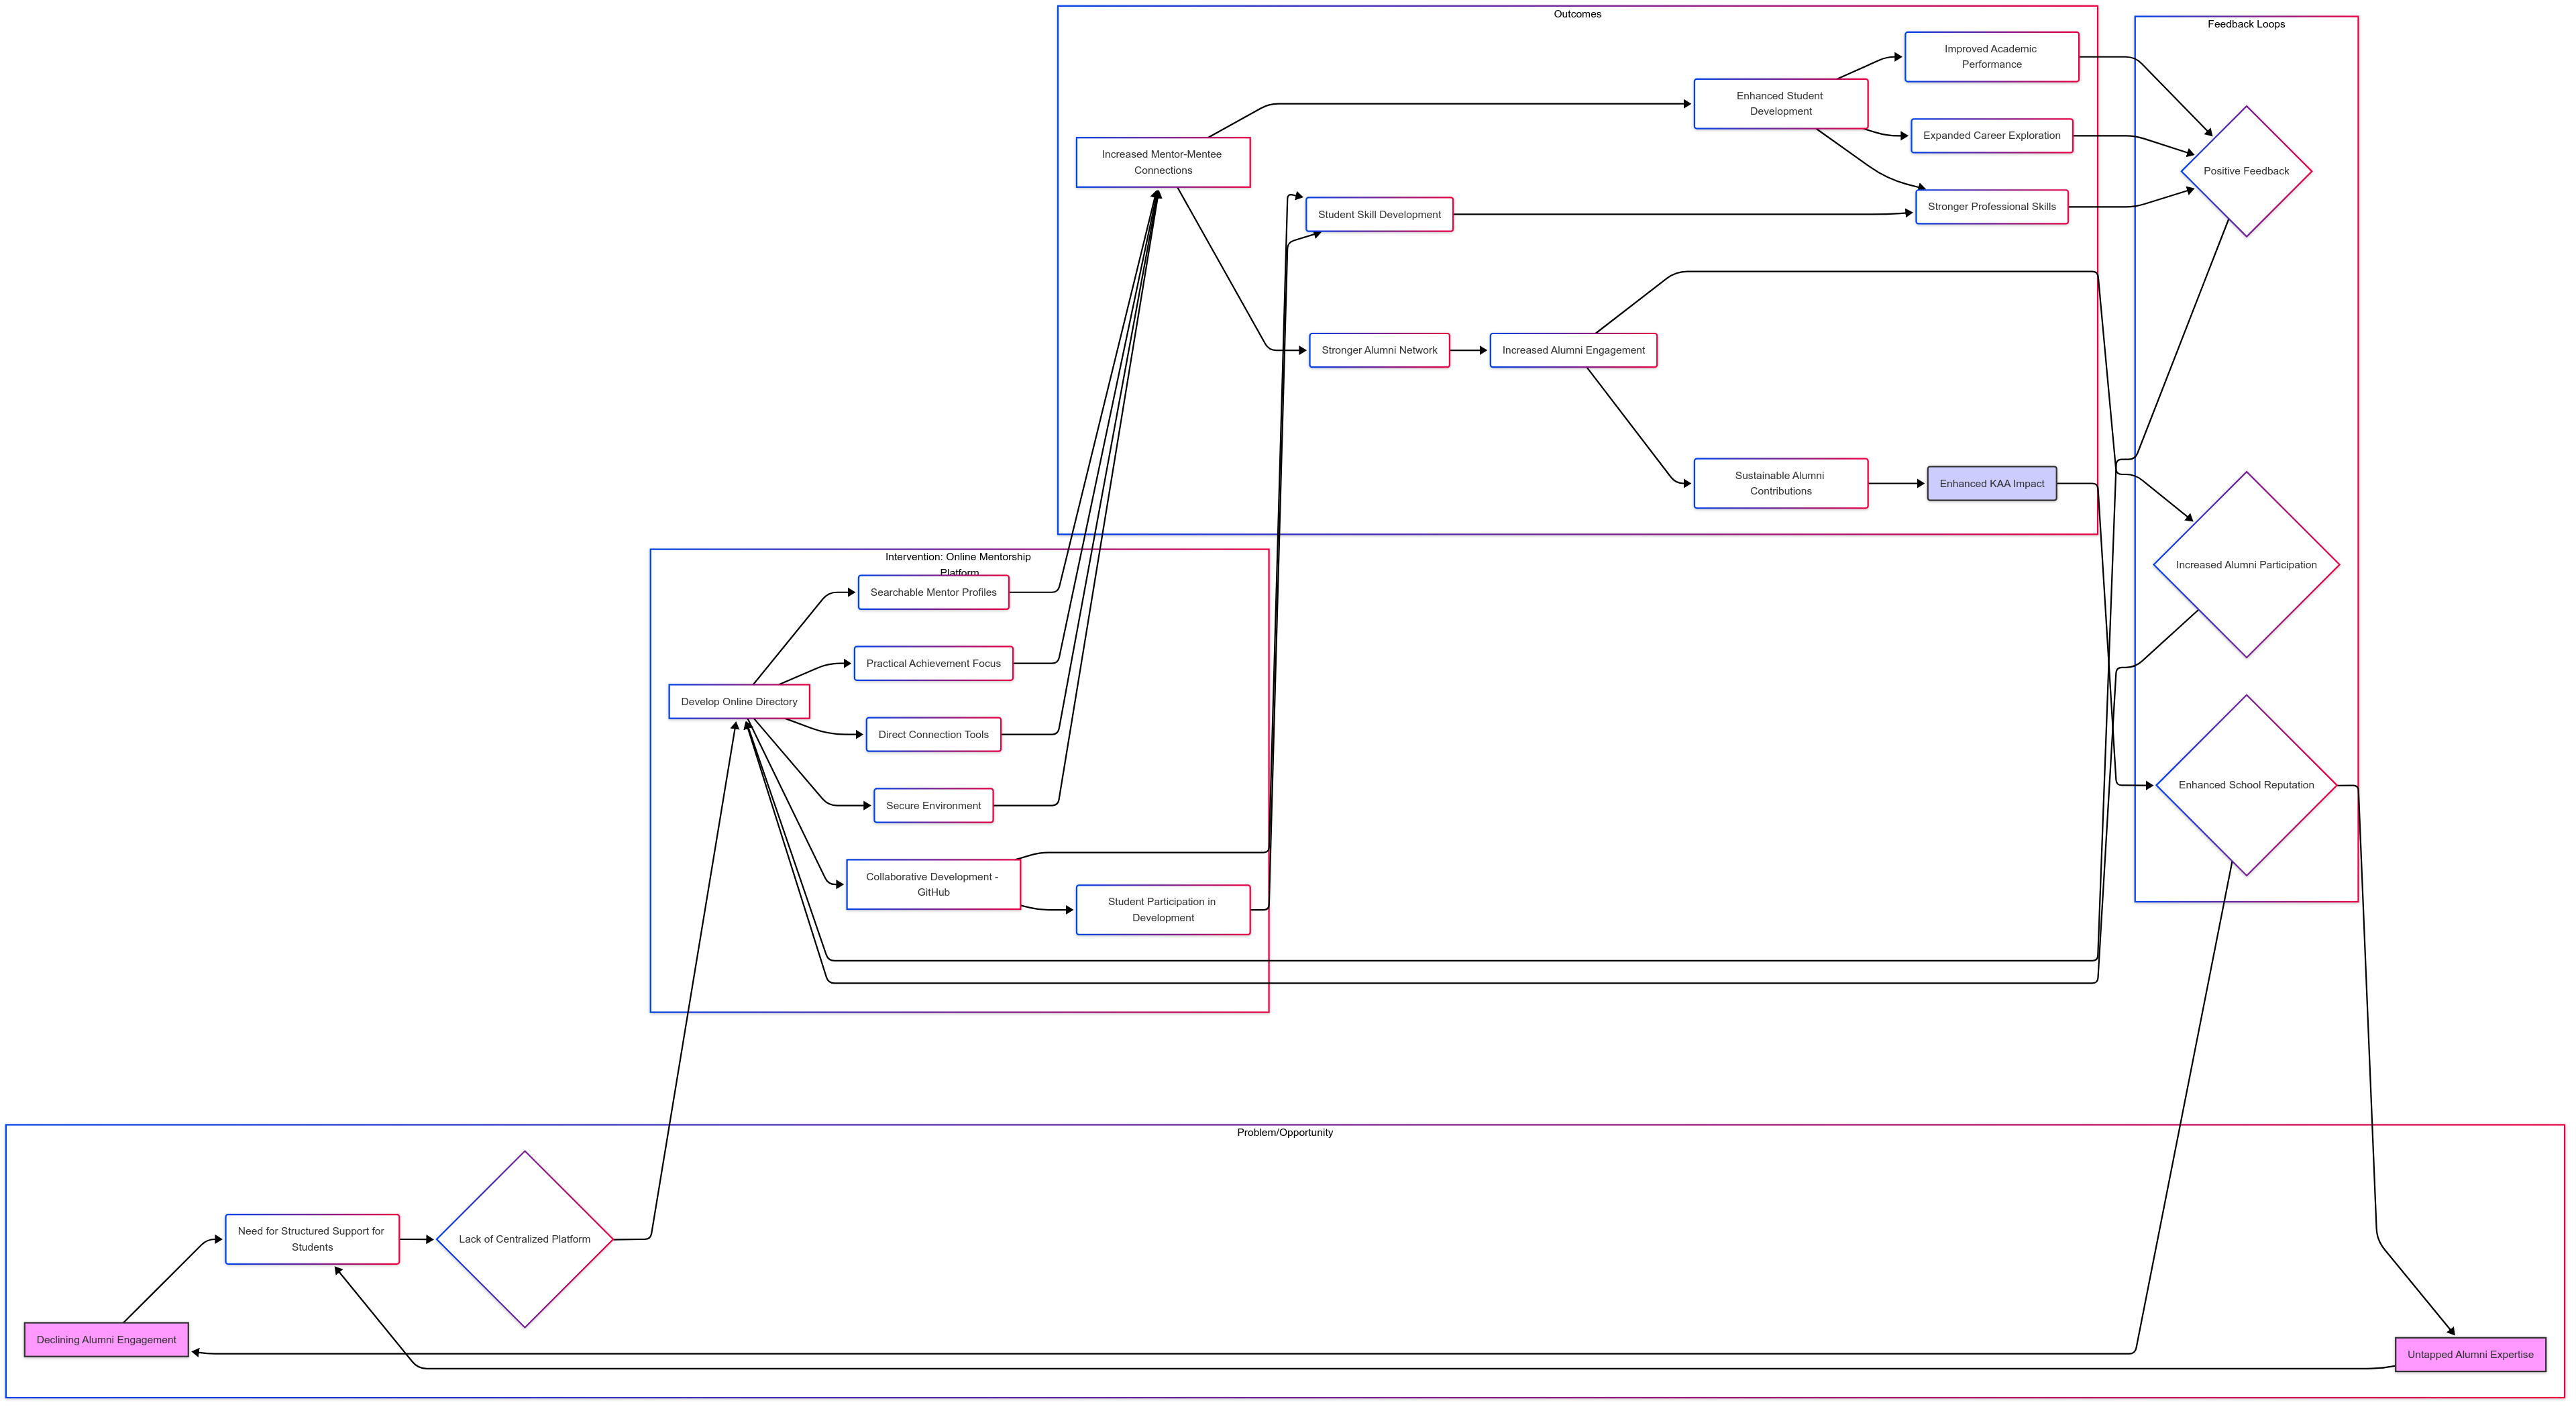 Outcomes
Feedback Loops
Improved Academic
Performance
Enhanced Student
Development
Expanded Career Exploration
Increased Mentor-Mentee
Connections
Positive Feedback
Student Skill Development
Stronger Professional Skills
Stronger Alumni Network
Increased Alumni Engagement
Sustainable Alumni
Contributions
Enhanced KAA Impact
Increased Alumni Participation
Enhanced School Reputation
Intervention: Online Mentorship
Platform
Searchable Mentor Profiles
Practical Achievement Focus
Develop Online Directory
Direct Connection Tools
Secure Environment
Collaborative Development -
GitHub
Student Participation in
Development
Problem/Opportunity
Need for Structured Support for
Students
Lack of Centralized Platform
Declining Alumni Engagement
Untapped Alumni Expertise